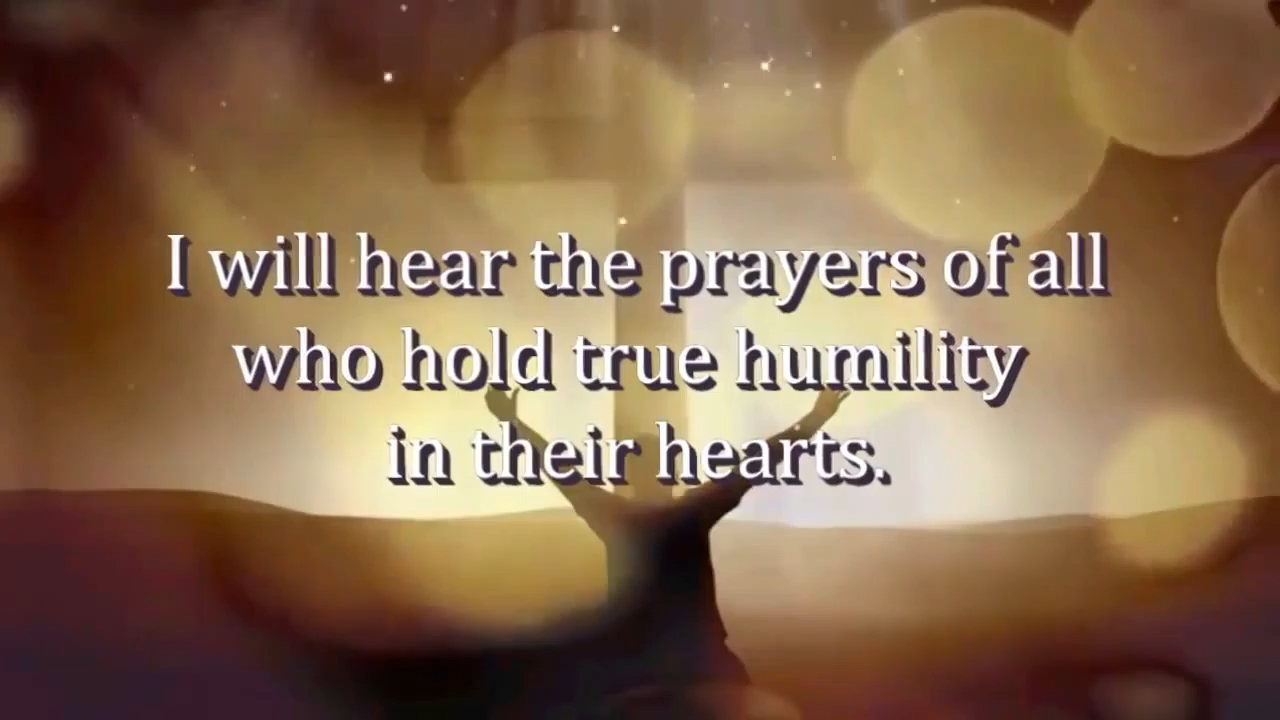 I will hear the prayers of all
who hold true humility
in their hearts.